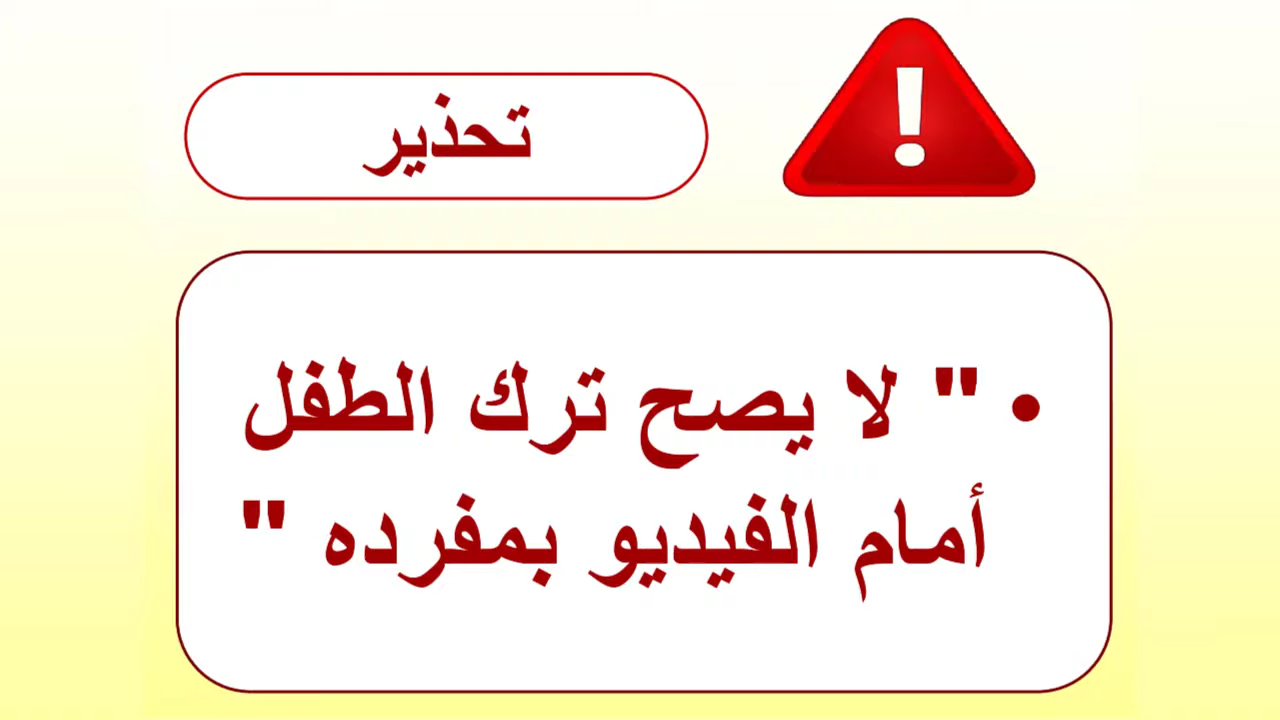 تحذير
• " لا يصح ترك الطفل
أمام الفيديو بمفرده "